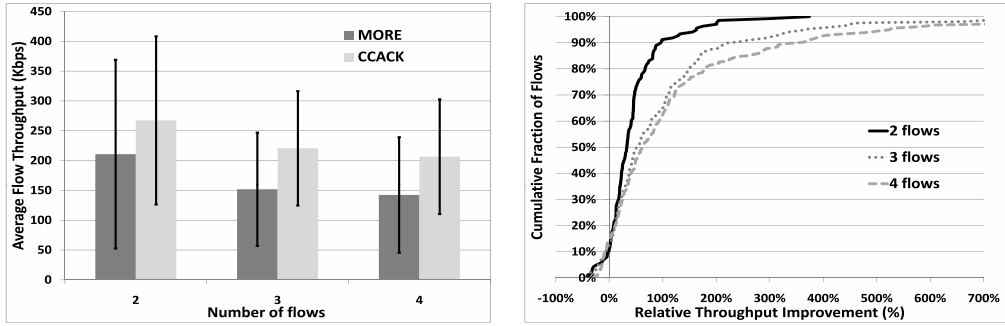 450
400
350
300
250
200
150
100
50
0
Average Flow Throughput (Kbps)
MORE
CCACK
2
3
4
Number of flows
100%
90%
80%
70%
60%
50%
40%
30%
20%
10%
0%
Cumulative Fraction of Flows
2 flows
3 flows
4 flows
-100% 0% 100% 200% 300% 400% 500% 600% 700%
Relative Throughput Improvement (%)